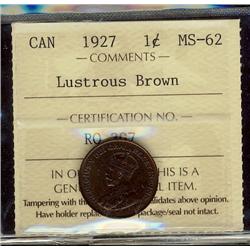 CAN 1927 1¢ MS-62
COMMENTS
Lustrous Brown
CERTIFICATION NO.
IN O HIS IS A
GEN L ITEM.
Tampering with th idates above opinion.
Have holder repla package/seal not intact.